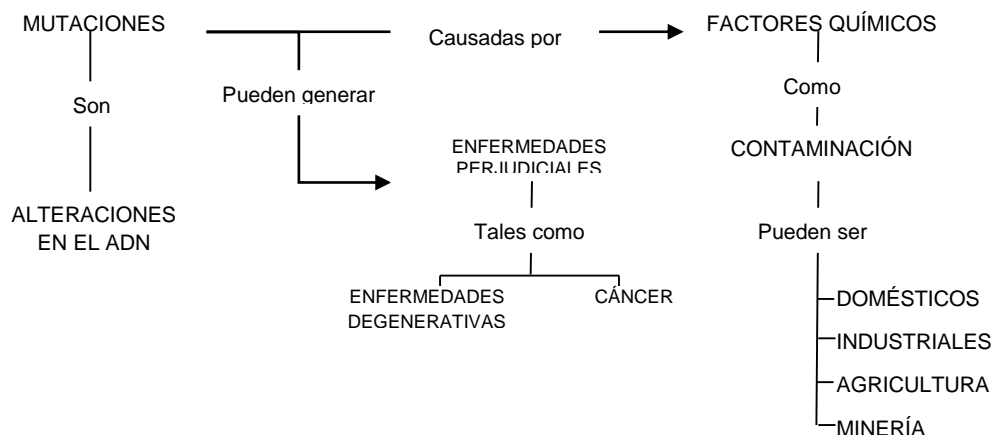 MUTACIONES
Causadas por
FACTORES QUÍMICOS
Son
Pueden generar
Como
ENFERMEDADES
PERJUDICIALES
CONTAMINACIÓN
ALTERACIONES
EN EL ADN
Tales como
Pueden ser
ENFERMEDADES
DEGENERATIVAS
CÁNCER
DOMÉSTICOS
INDUSTRIALES
AGRICULTURA
MINERÍA